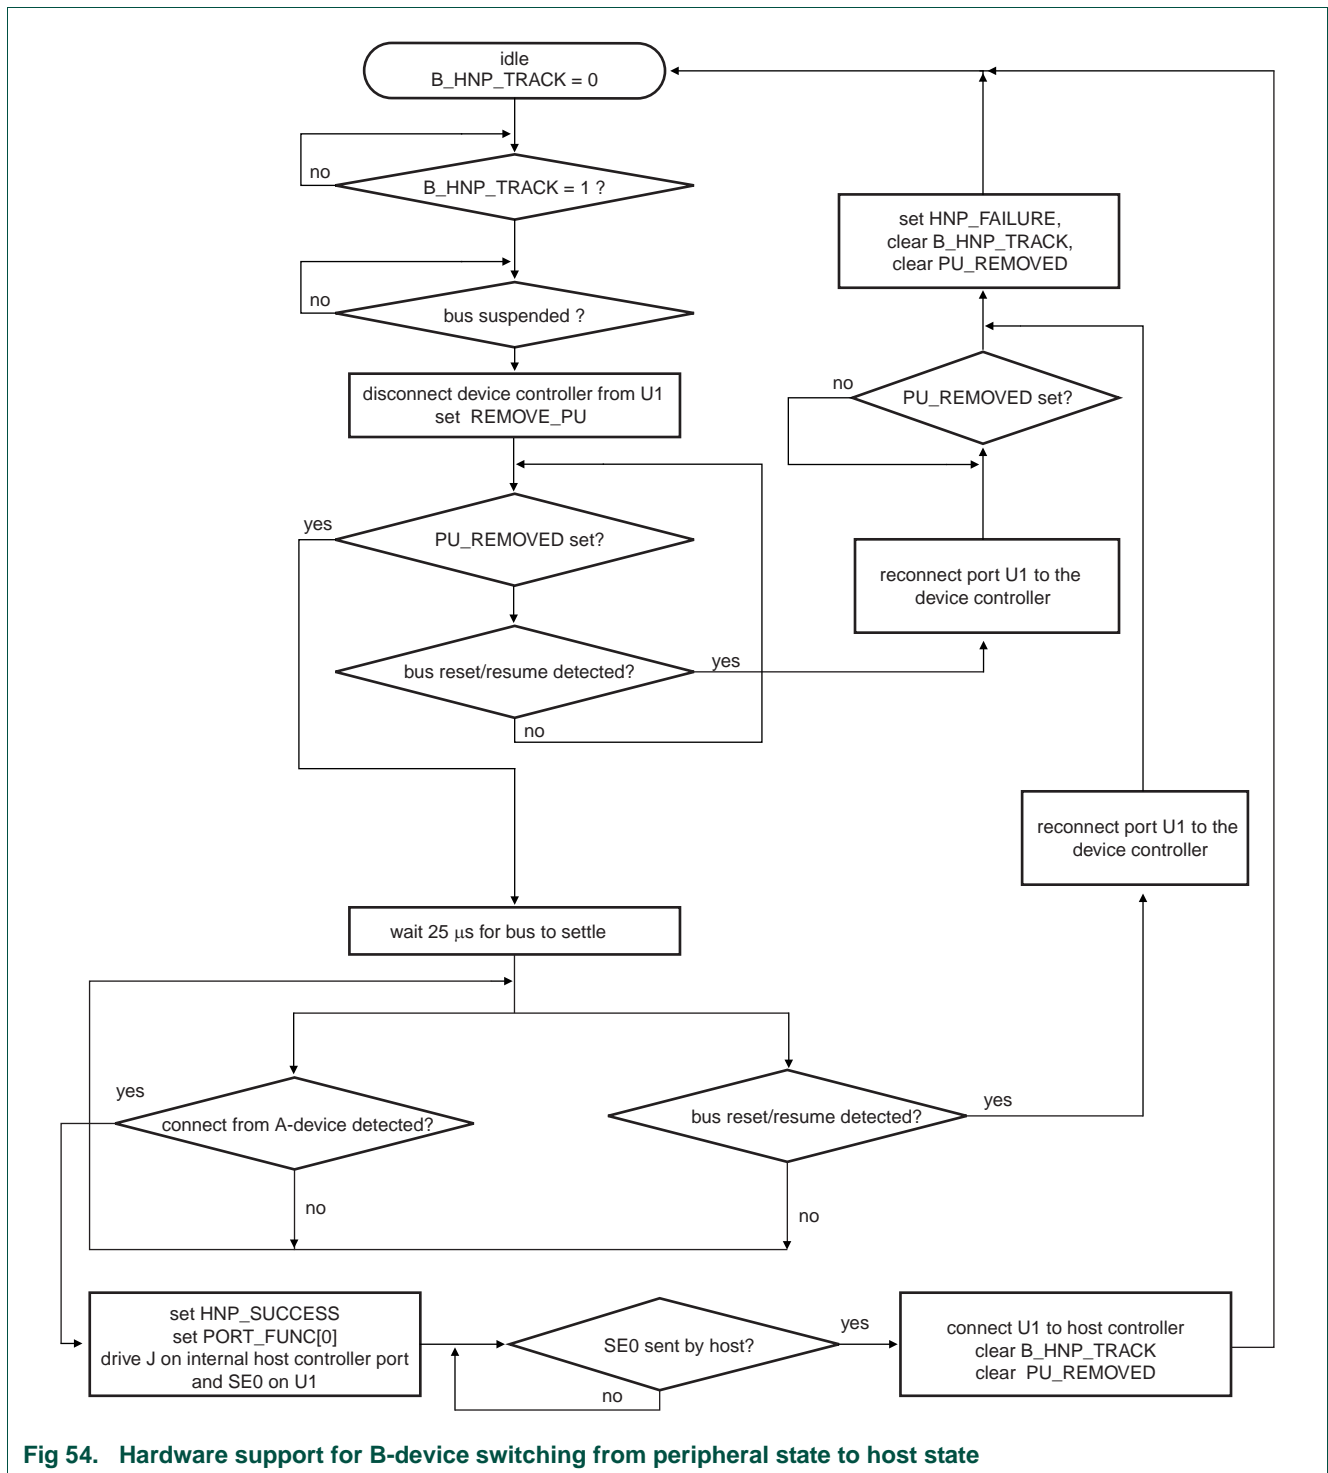 idle
B_HNP_TRACK = 0
no
B_HNP_TRACK = 1 ?
no
bus suspended ?
disconnect device controller from U1
set REMOVE_PU
yes
PU_REMOVED set?
bus reset/resume detected?
yes
no
set HNP_FAILURE,
clear B_HNP_TRACK,
clear PU_REMOVED
no
PU_REMOVED set?
reconnect port U1 to the
device controller
reconnect port U1 to the
device controller
wait 25 μs for bus to settle
yes
connect from A-device detected?
no
bus reset/resume detected?
yes
no
set HNP_SUCCESS
set PORT_FUNC[0]
drive J on internal host controller port
and SE0 on U1
SE0 sent by host?
yes
no
connect U1 to host controller
clear B_HNP_TRACK
clear PU_REMOVED
Fig 54. Hardware support for B-device switching from peripheral state to host state